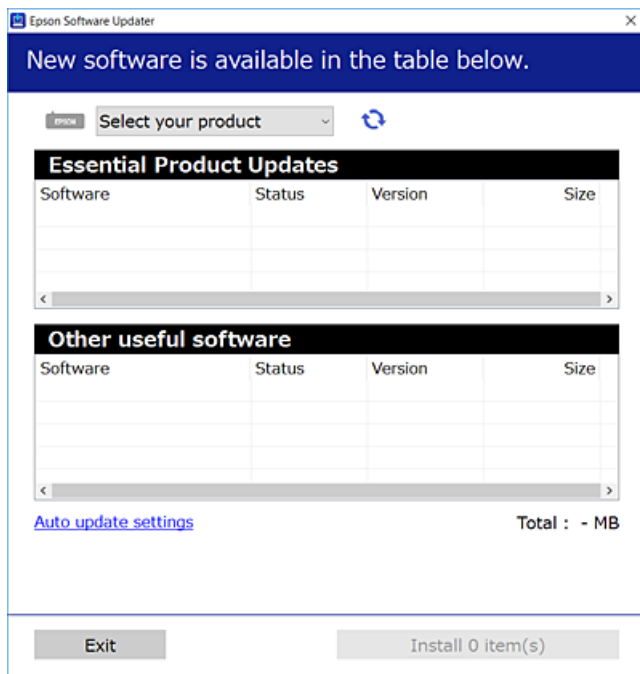 Epson Software Updater
New software is available in the table below.
EPSON Select your product
Essential Product Updates
Software Status Version Size
Other useful software
Software Status Version Size
Auto update settings Total : - MB
Exit Install 0 item(s)